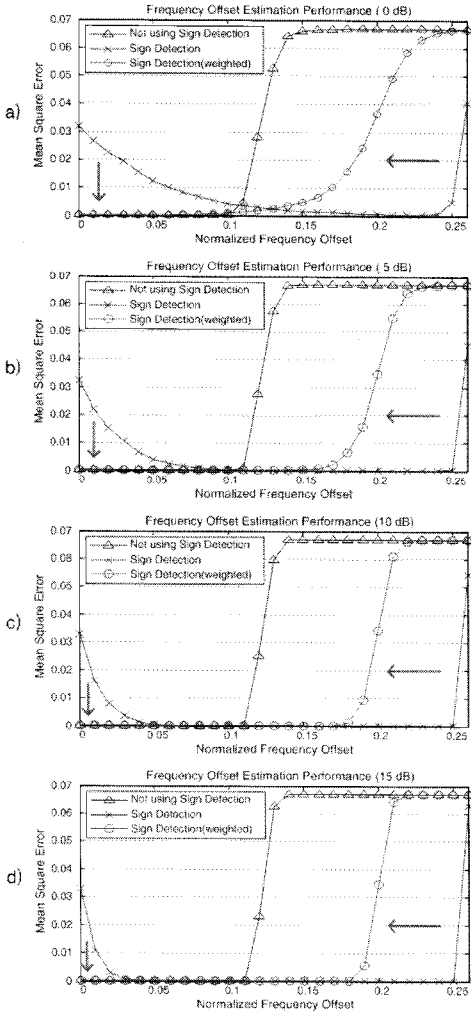 a)
Frequency Offset Estimation Performance ( 0 dB)
Mean Square Error
0.07
0.06
0.05
0.04
0.03
0.02
0.01
0
Not using Sign Detection
Sign Detection
Sign Detection(weighted)
0 0.05 0.1 0.15 0.2 0.25
Normalized Frequency Offset
b)
Frequency Offset Estimation Performance ( 5 dB)
Mean Square Error
0.07
0.06
0.05
0.04
0.03
0.02
0.01
0
Not using Sign Detection
Sign Detection
Sign Detection(weighted)
0 0.05 0.1 0.15 0.2 0.25
Normalized Frequency Offset
c)
Frequency Offset Estimation Performance (10 dB)
Mean Square Error
0.07
0.06
0.05
0.04
0.03
0.02
0.01
0
Not using Sign Detection
Sign Detection
Sign Detection(weighted)
0 0.05 0.1 0.15 0.2 0.25
Normalized Frequency Offset
d)
Frequency Offset Estimation Performance (15 dB)
Mean Square Error
0.07
0.06
0.05
0.04
0.03
0.02
0.01
0
Not using Sign Detection
Sign Detection
Sign Detection(weighted)
0 0.05 0.1 0.15 0.2 0.25
Normalized Frequency Offset